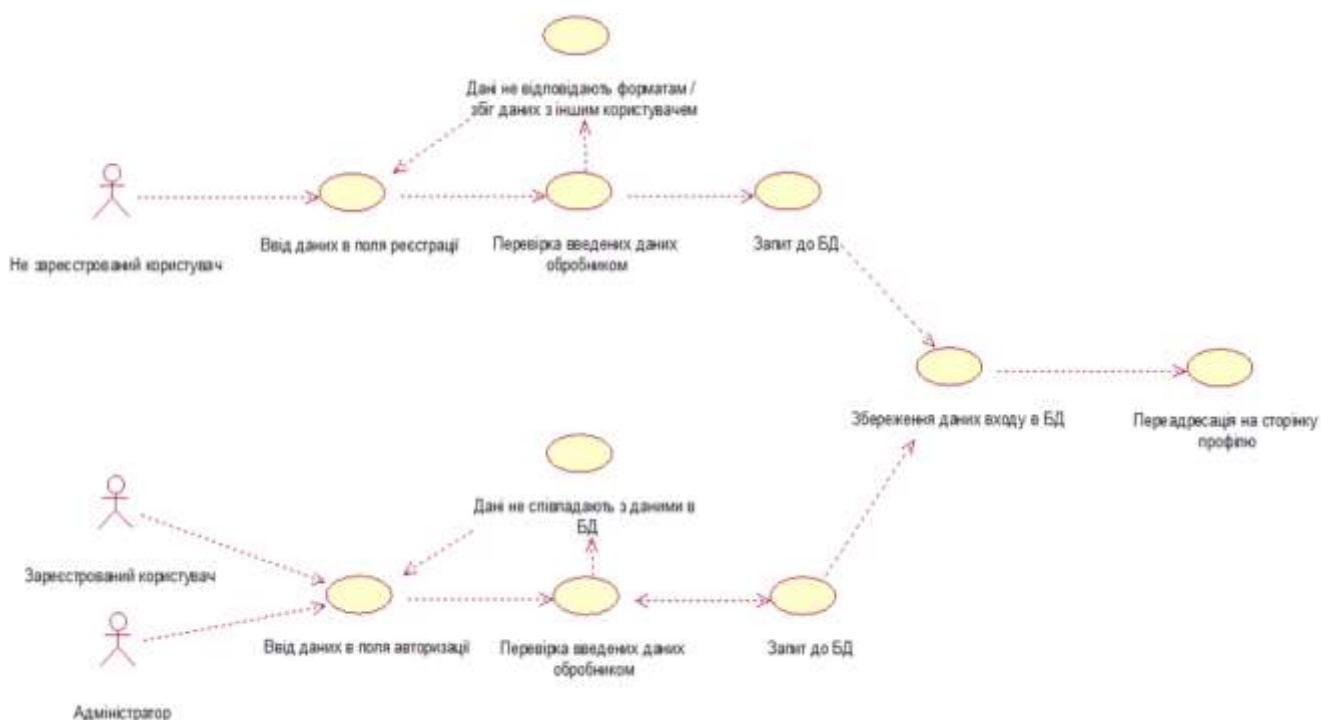 Дані не відповідають форматам /
збіг даних з іншим користувачем
Не зареєстрований користувач
Ввід даних в поля реєстрації
Перевірка введених даних
обробником
Запит до БД
Збереження даних входу в БД
Переадресація на сторінку
профілю
Дані не співпадають з даними в
БД
Зареєстрований користувач
Ввід даних в поля авторизації
Перевірка введених даних
обробником
Запит до БД
Адміністратор